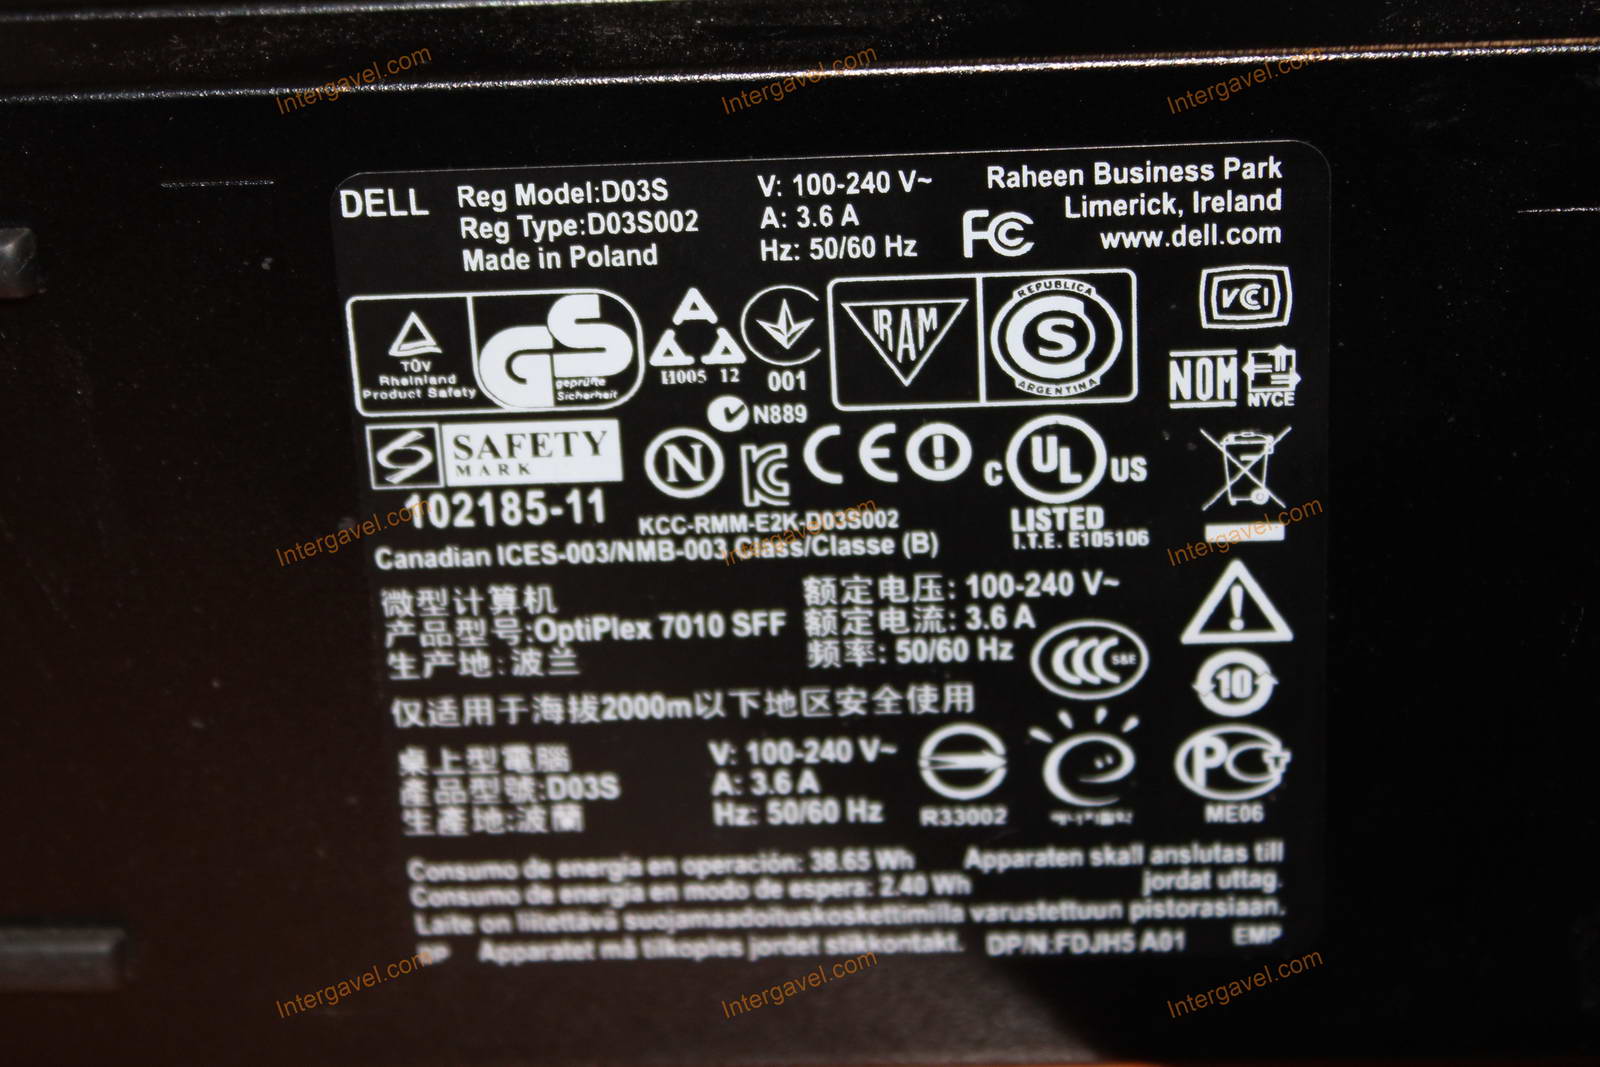 Intergavel.com Intergavel.com Intergavel.com
DELL
Reg Model:D03S
Reg Type:D03S002
Made in Poland
V: 100-240 V~
A: 3.6 A
Hz: 50/60 Hz
FC
Raheen Business Park
Limerick, Ireland
www.dell.com
TÜV
Rheinland
Product Safety
GS
geprüfte
Sicherheit
H005 12
001
N889
IRAM
REPUBLICA
S
ARGENTINA
VCI
NOM
NYCE
SAFETY
MARK
102185-11
N
KC
KCC-RMM-E2K-D03S002
CE
C UL US
LISTED
I.T.E. E105106
Intergavel.com Intergavel.com Intergavel.com
Canadian ICES-003/NMB-003 Class/Classe (B)
微型计算机
产品型号:OptiPlex 7010 SFF
生产地:波兰
额定电压: 100-240 V~
额定电流: 3.6 A
频率: 50/60 Hz
CCC S&E
10
仅适用于海拔2000m以下地区安全使用
桌上型電腦
產品型號:D03S
生產地:波蘭
V: 100-240 V~
A: 3.6 A
Hz: 50/60 Hz
R33002
e
PCT
ME06
Consumo de energía en operación: 38.65 Wh
Consumo de energía en modo de espera: 2.40 Wh
Apparaten skall anslutas till
jordat uttag.
Laite on liitettävä suojamaadoituskoskettimilla varustettuun pistorasiaan.
DP Apparatet må tilkoples jordet stikkontakt. DP/N:FDJH5 A01 EMP
Intergavel.com Intergavel.com Intergavel.com